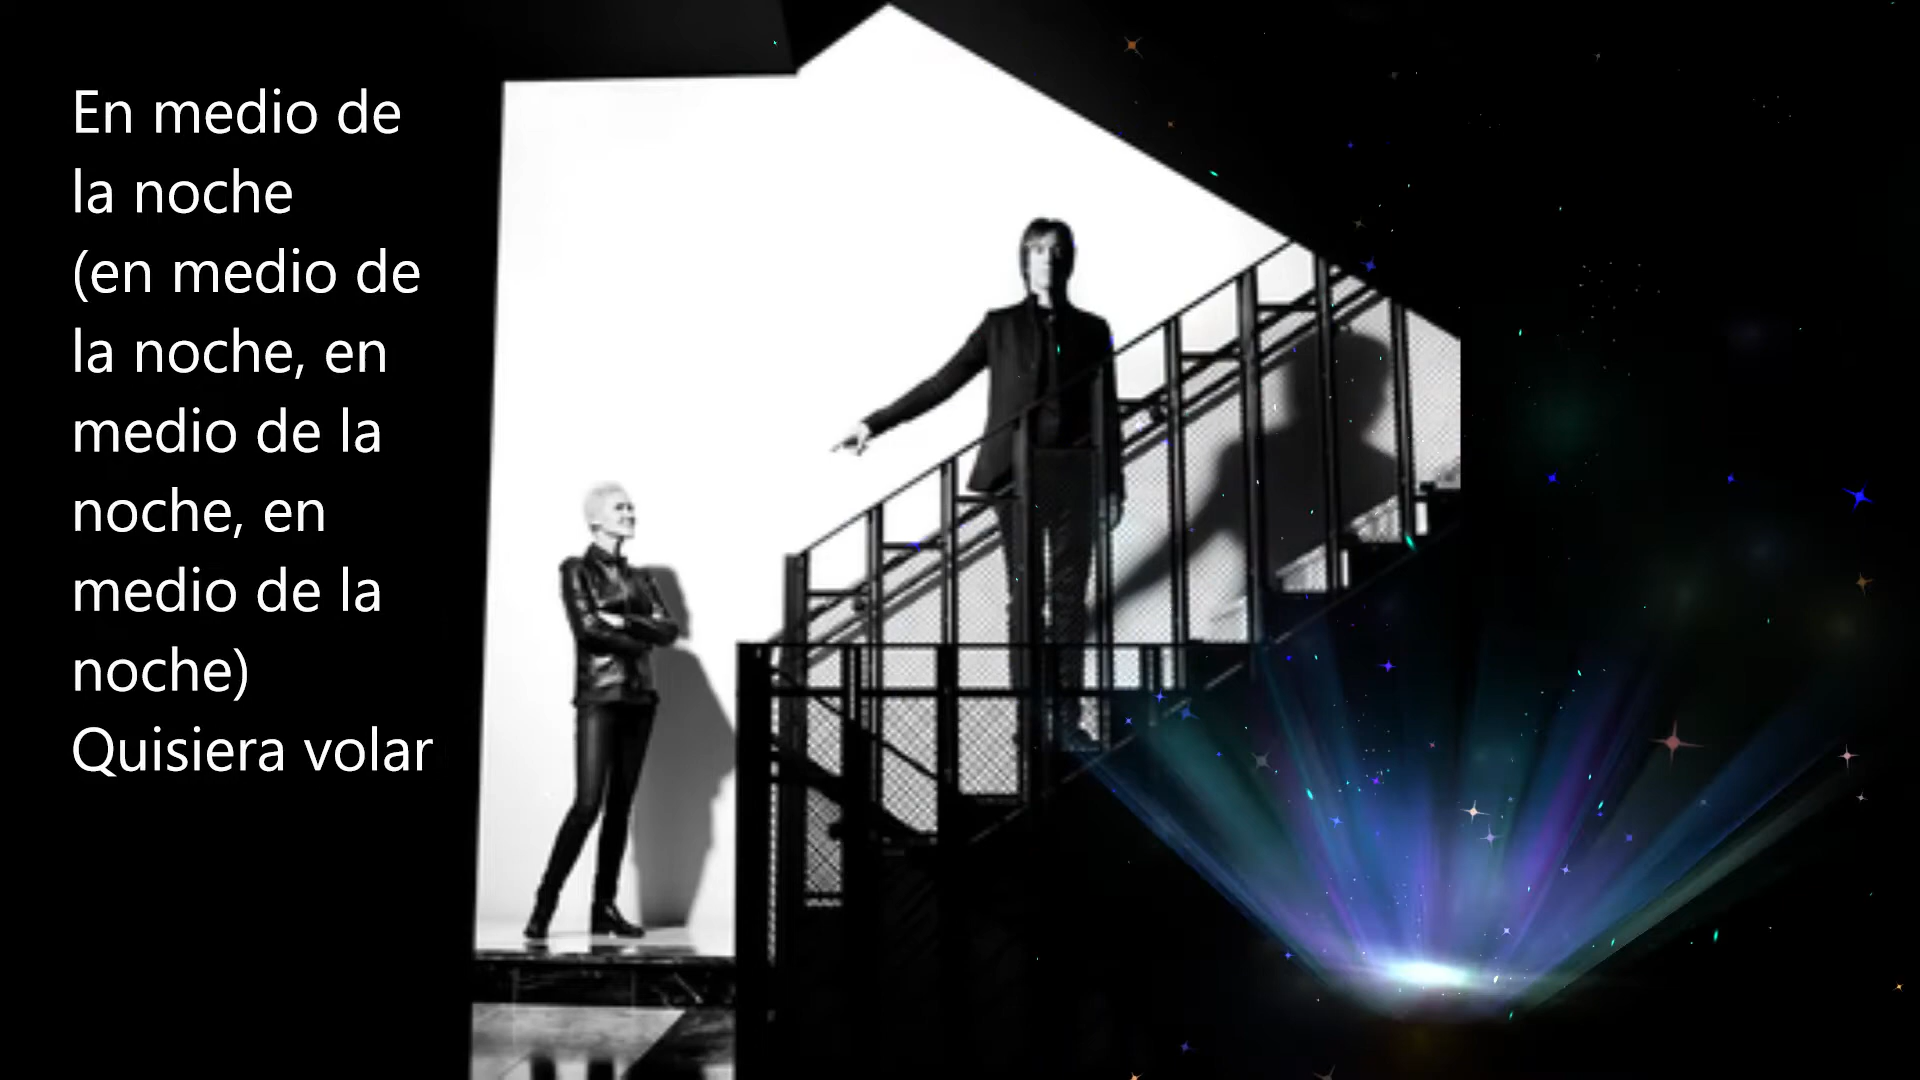 En medio de
la noche
(en medio de
la noche, en
medio de la
noche, en
medio de la
noche)
Quisiera volar